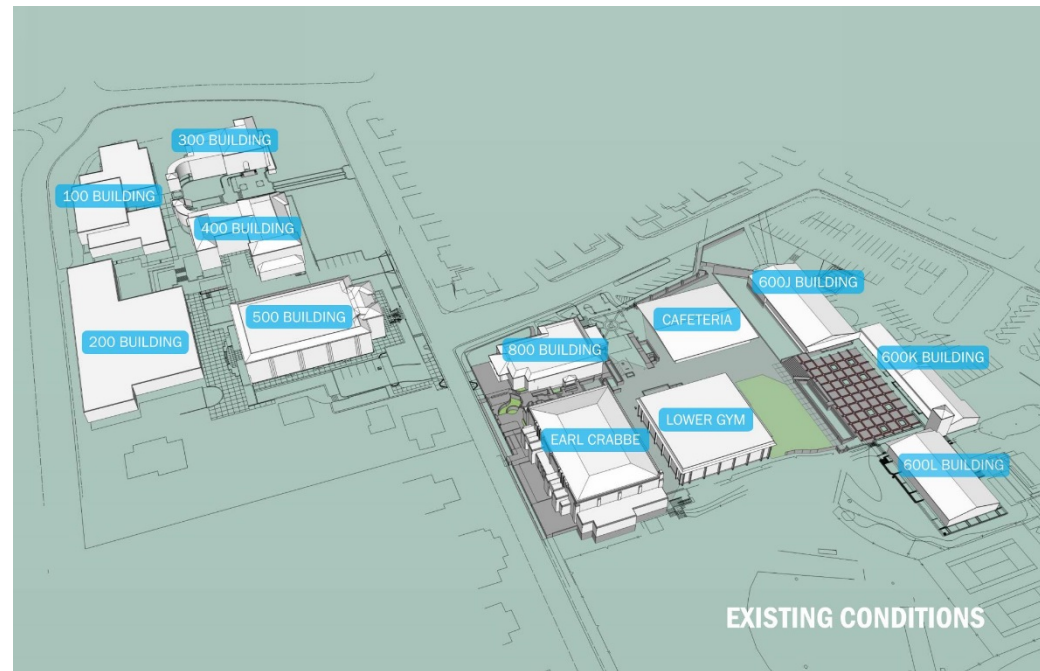 300 BUILDING
100 BUILDING
400 BUILDING
500 BUILDING
200 BUILDING
600J BUILDING
CAFETERIA
800 BUILDING
600K BUILDING
LOWER GYM
EARL CRABBE
600L BUILDING
EXISTING CONDITIONS